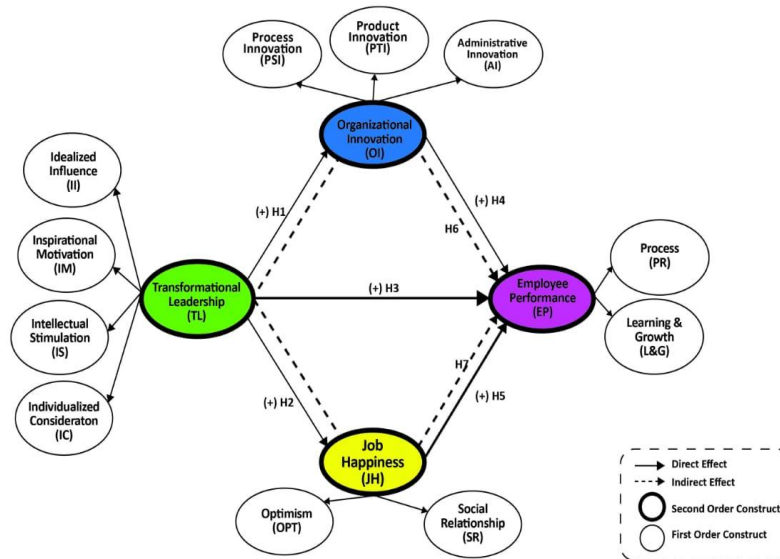 Process
Innovation
(PSI)
Product
Innovation
(PTI)
Administrative
Innovation
(AI)
Organizational
Innovation
(OI)
Idealized
Influence
(II)
Inspirational
Motivation
(IM)
Intellectual
Stimulation
(IS)
Individualized
Consideraton
(IC)
Transformational
Leadership
(TL)
(+) H1
(+) H4
H6
(+) H3
(+) H2
H7
(+) H5
Employee
Performance
(EP)
Process
(PR)
Learning &
Growth
(L&G)
Job
Happiness
(JH)
Optimism
(OPT)
Social
Relationship
(SR)
Direct Effect
Indirect Effect
Second Order Construct
First Order Construct